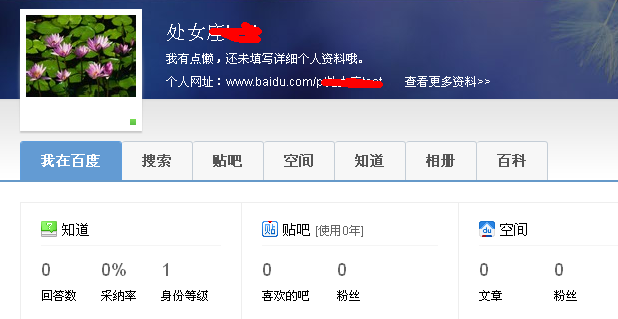 处女座
我有点懒，还未填写详细个人资料哦。
个人网址：www.baidu.com/p/ 查看更多资料>>
我在百度 搜索 贴吧 空间 知道 相册 百科
知道 贴吧 [使用0年] 空间
0 0% 1 0 0 0 0
回答数 采纳率 身份等级 喜欢的吧 粉丝 文章 粉丝